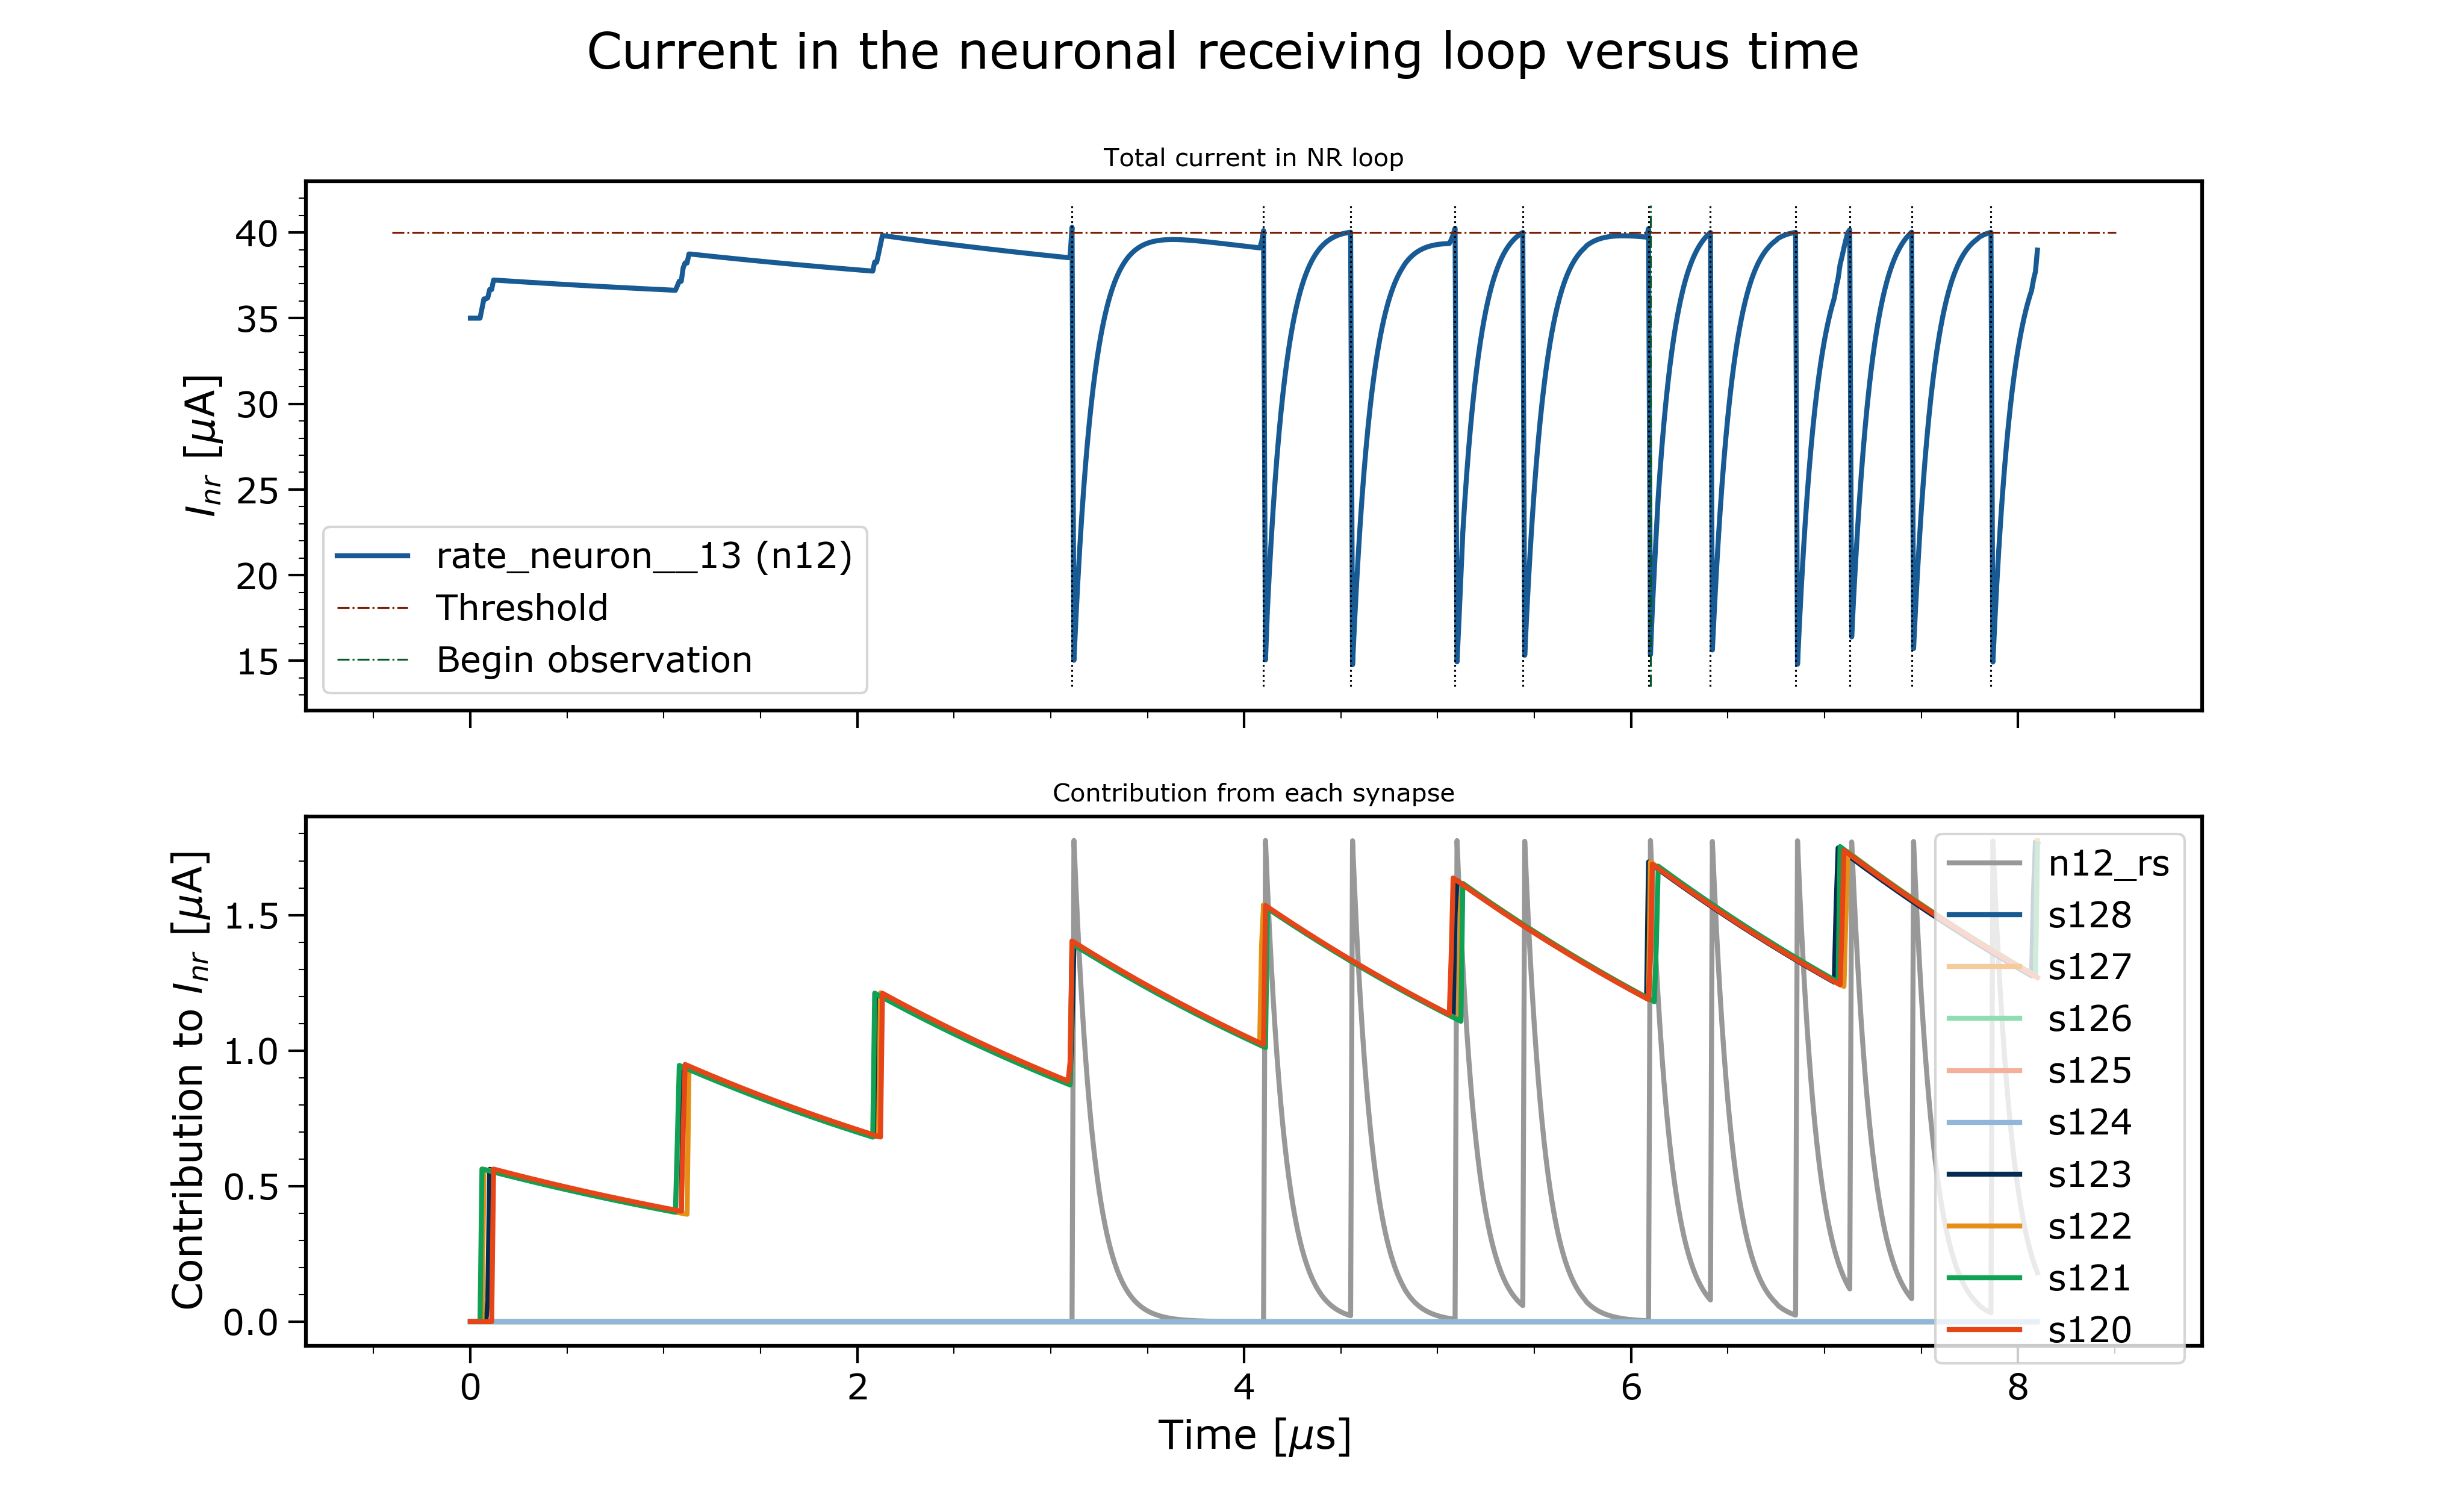 Current in the neuronal receiving loop versus time
Total current in NR loop
40
35
30
25
20
15
I_nr [μA]
rate_neuron__13 (n12)
Threshold
Begin observation
Contribution from each synapse
1.5
1.0
0.5
0.0
Contribution to I_nr [μA]
n12_rs
s128
s127
s126
s125
s124
s123
s122
s121
s120
0 2 4 6 8
Time [μs]